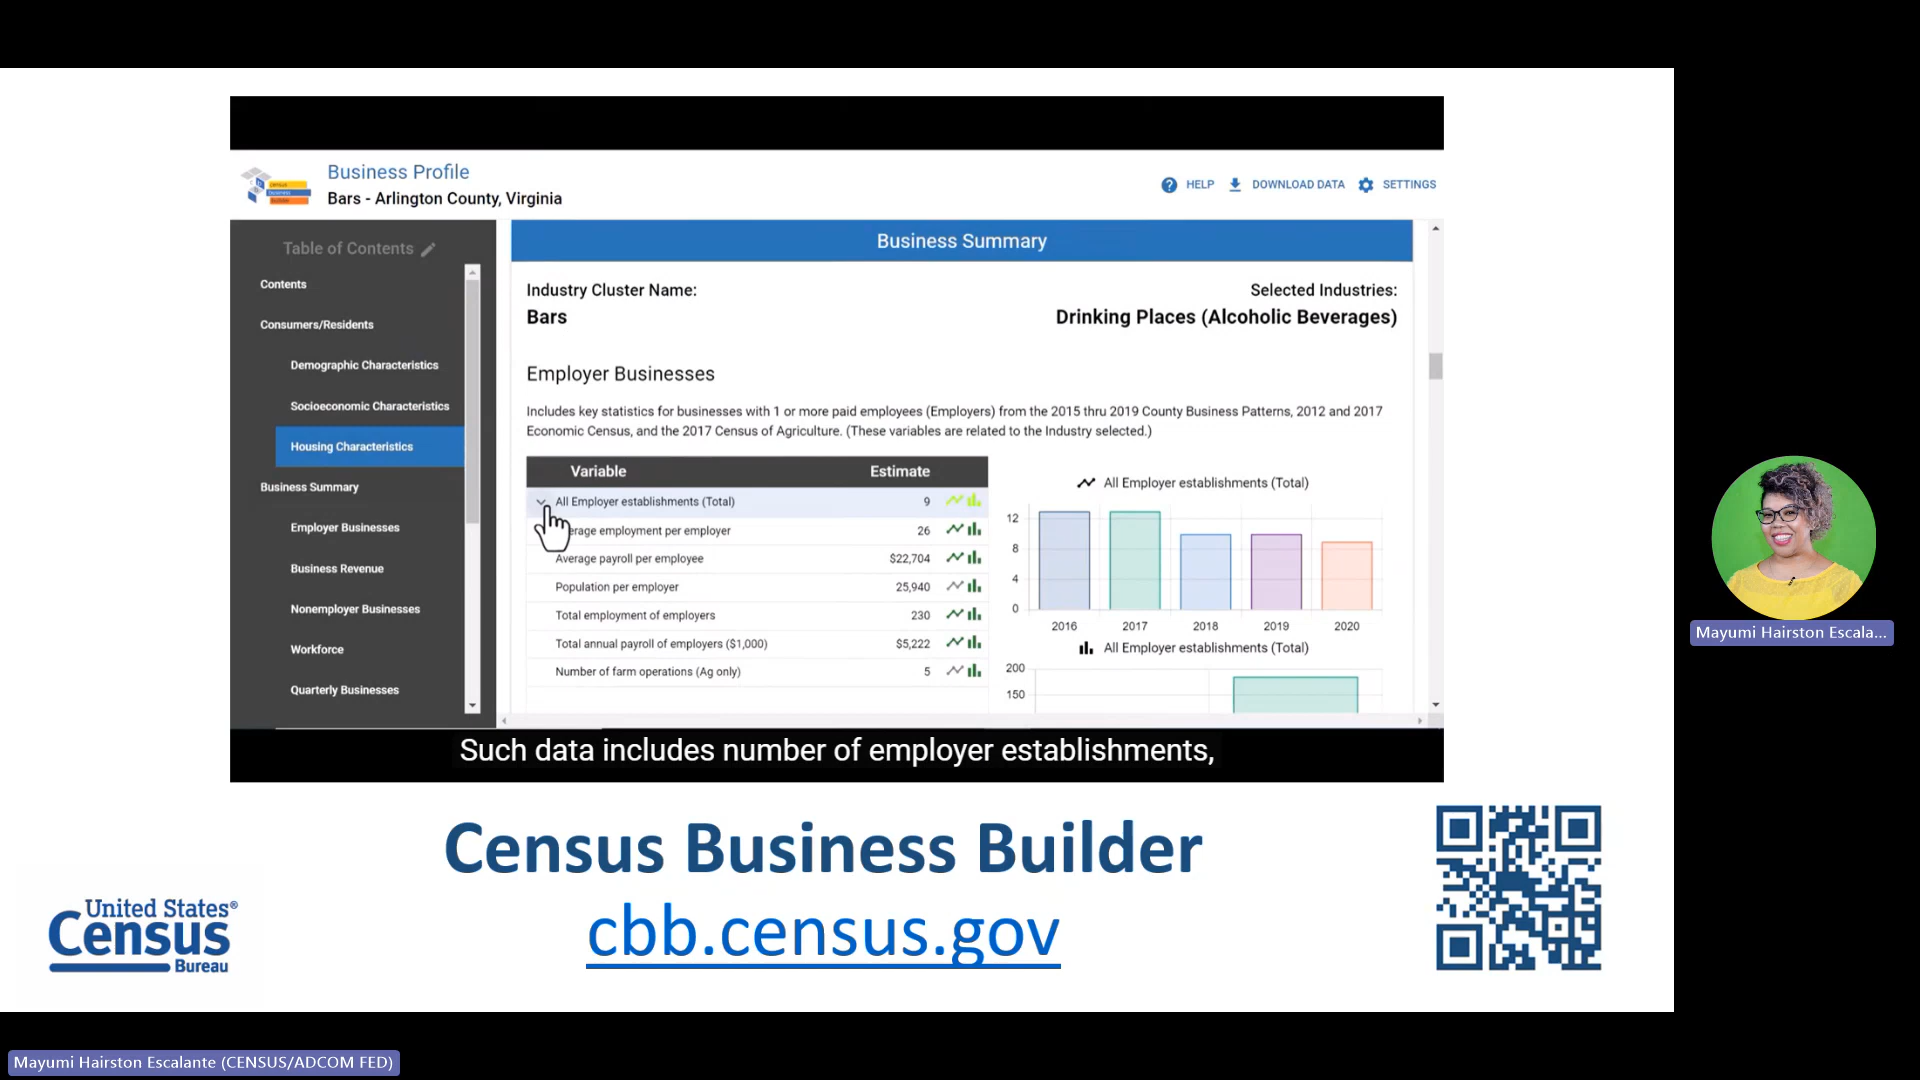 Business Profile
Bars - Arlington County, Virginia
HELP
DOWNLOAD DATA
SETTINGS
Table of Contents
Contents
Consumers/Residents
Demographic Characteristics
Socioeconomic Characteristics
Housing Characteristics
Business Summary
Employer Businesses
Business Revenue
Nonemployer Businesses
Workforce
Quarterly Businesses
Business Summary
Industry Cluster Name:
Bars
Selected Industries:
Drinking Places (Alcoholic Beverages)
Employer Businesses
Includes key statistics for businesses with 1 or more paid employees (Employers) from the 2015 thru 2019 County Business Patterns, 2012 and 2017
Economic Census, and the 2017 Census of Agriculture. (These variables are related to the Industry selected.)
Variable Estimate
All Employer establishments (Total) 9
erage employment per employer 26
Average payroll per employee $22,704
Population per employer 25,940
Total employment of employers 230
Total annual payroll of employers ($1,000) $5,222
Number of farm operations (Ag only) 5
All Employer establishments (Total)
12
8
4
0
2016 2017 2018 2019 2020
All Employer establishments (Total)
200
150
Such data includes number of employer establishments,
Census Business Builder
cbb.census.gov
United States®
Census
Bureau
Mayumi Hairston Escala...
Mayumi Hairston Escalante (CENSUS/ADCOM FED)